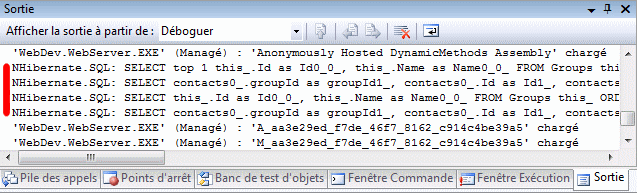 Sortie
Afficher la sortie à partir de : Déboguer
'WebDev.WebServer.EXE' (Managé) : 'Anonymously Hosted DynamicMethods Assembly' chargé
NHibernate.SQL: SELECT top 1 this_.Id as Id0_0_, this_.Name as Name0_0_ FROM Groups thi
NHibernate.SQL: SELECT contacts0_.groupId as groupId1_, contacts0_.Id as Id1_, contacts
NHibernate.SQL: SELECT this_.Id as Id0_0_, this_.Name as Name0_0_ FROM Groups this_ ORI
NHibernate.SQL: SELECT contacts0_.groupId as groupId1_, contacts0_.Id as Id1_, contacts
'WebDev.WebServer.EXE' (Managé) : 'A_aa3e29ed_f7de_46f7_8162_c914c4be39a5' chargé
'WebDev.WebServer.EXE' (Managé) : 'M_aa3e29ed_f7de_46f7_8162_c914c4be39a5' chargé
Pile des appels Points d'arrêt Banc de test d'objets Fenêtre Commande Fenêtre Exécution Sortie